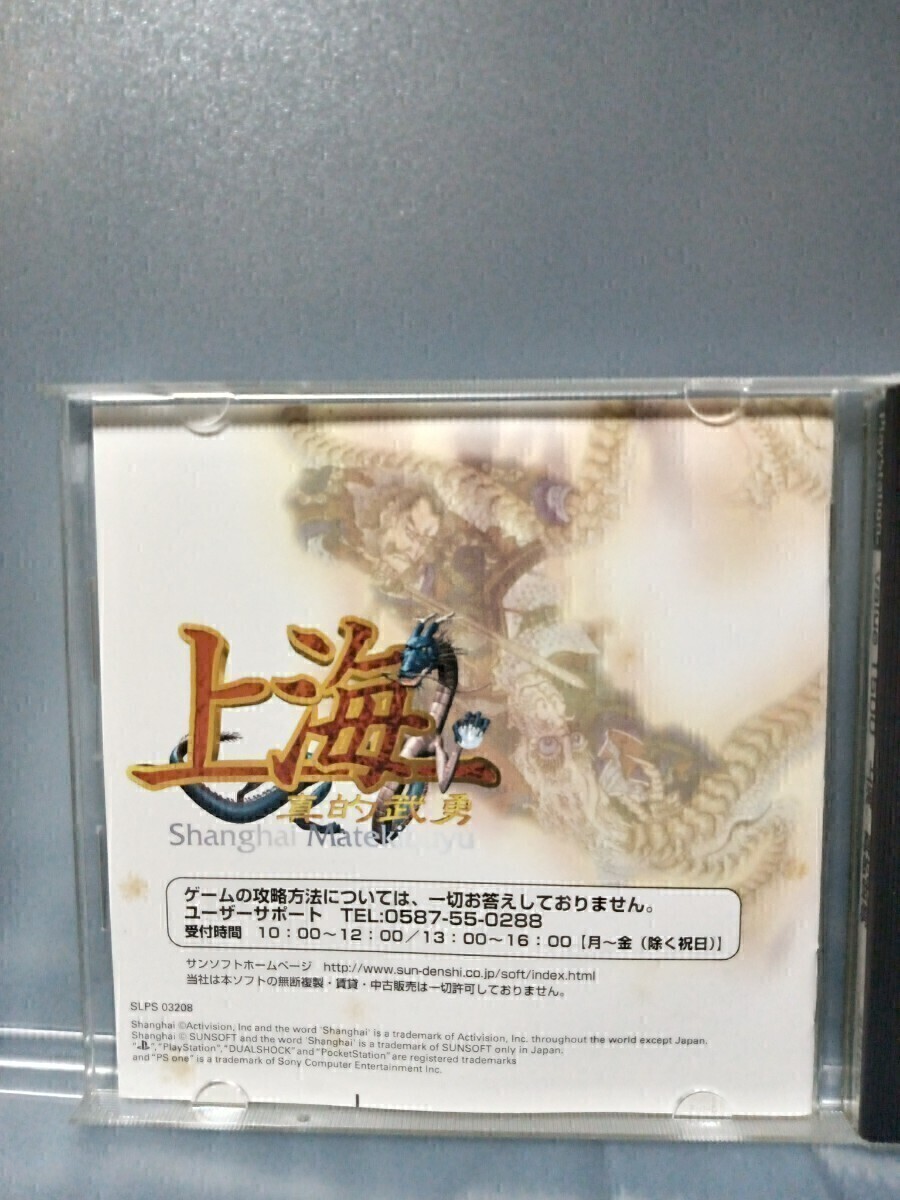 上海
真的武勇
Shanghai Matekibuyu
ゲームの攻略方法については、一切お答えしておりません。
ユーザーサポート TEL:0587-55-0288
受付時間 10:00〜12:00/13:00〜16:00【月〜金(除く祝日)】
サンソフトホームページ http://www.sun-denshi.co.jp/soft/index.html
当社は本ソフトの無断複製・賃貸・中古販売は一切許可しておりません。
SLPS 03208
Shanghai ©Activision, Inc and the word 'Shanghai' is a trademark of Activision, Inc. throughout the world except Japan.
Shanghai © SUNSOFT and the word 'Shanghai' is a trademark of SUNSOFT only in Japan.
" ", "PlayStation", "DUALSHOCK" and "PocketStation" are registered trademarks
and "PS one" is a trademark of Sony Computer Entertainment Inc.
PlayStation